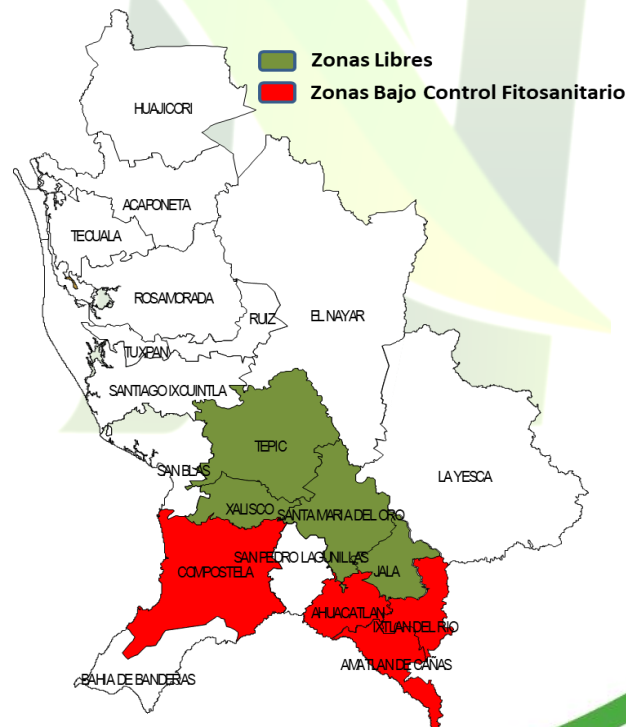 Zonas Libres
Zonas Bajo Control Fitosanitario
HUAJICORI
ACAPONETA
TECUALA
ROSAMORADA
RUIZ
EL NAYAR
TUXPAN
SANTIAGO IXCUINTLA
TEPIC
SAN BLAS
LA YESCA
XALISCO
SANTA MARIA DEL ORO
SAN PEDRO LAGUNILLAS
COMPOSTELA
JALA
AHUACATLAN
IXTLAN DEL RIO
AMATLAN DE CAÑAS
BAHIA DE BANDERAS